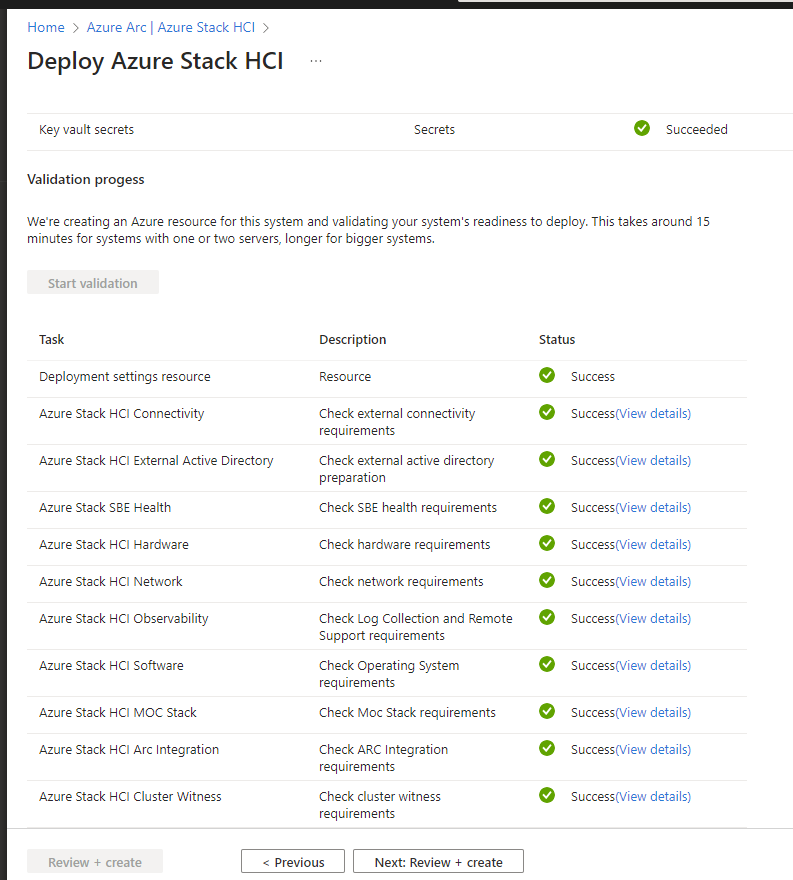 Home > Azure Arc | Azure Stack HCI >
Deploy Azure Stack HCI ...
Key vault secrets Secrets Succeeded
Validation progess
We're creating an Azure resource for this system and validating your system's readiness to deploy. This takes around 15
minutes for systems with one or two servers, longer for bigger systems.
Start validation
Task Description Status
Deployment settings resource Resource Success
Azure Stack HCI Connectivity Check external connectivity Success(View details)
requirements
Azure Stack HCI External Active Directory Check external active directory Success(View details)
preparation
Azure Stack SBE Health Check SBE health requirements Success(View details)
Azure Stack HCI Hardware Check hardware requirements Success(View details)
Azure Stack HCI Network Check network requirements Success(View details)
Azure Stack HCI Observability Check Log Collection and Remote Success(View details)
Support requirements
Azure Stack HCI Software Check Operating System Success(View details)
requirements
Azure Stack HCI MOC Stack Check Moc Stack requirements Success(View details)
Azure Stack HCI Arc Integration Check ARC Integration Success(View details)
requirements
Azure Stack HCI Cluster Witness Check cluster witness Success(View details)
requirements
Review + create < Previous Next: Review + create